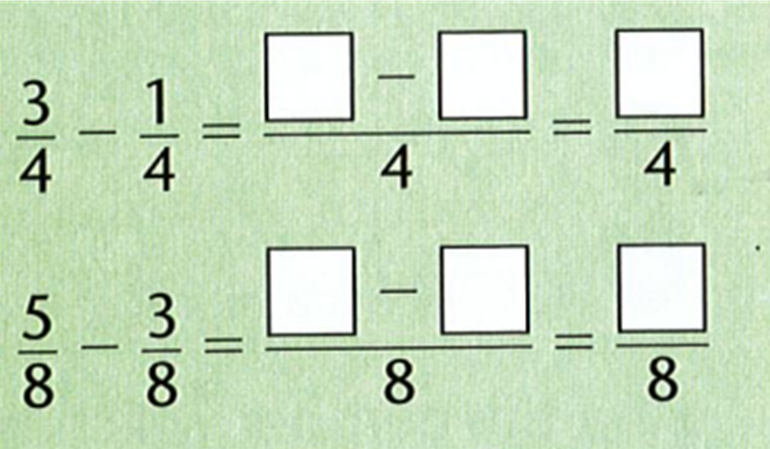 3/4 − 1/4 = (□ − □)/4 = □/4
5/8 − 3/8 = (□ − □)/8 = □/8